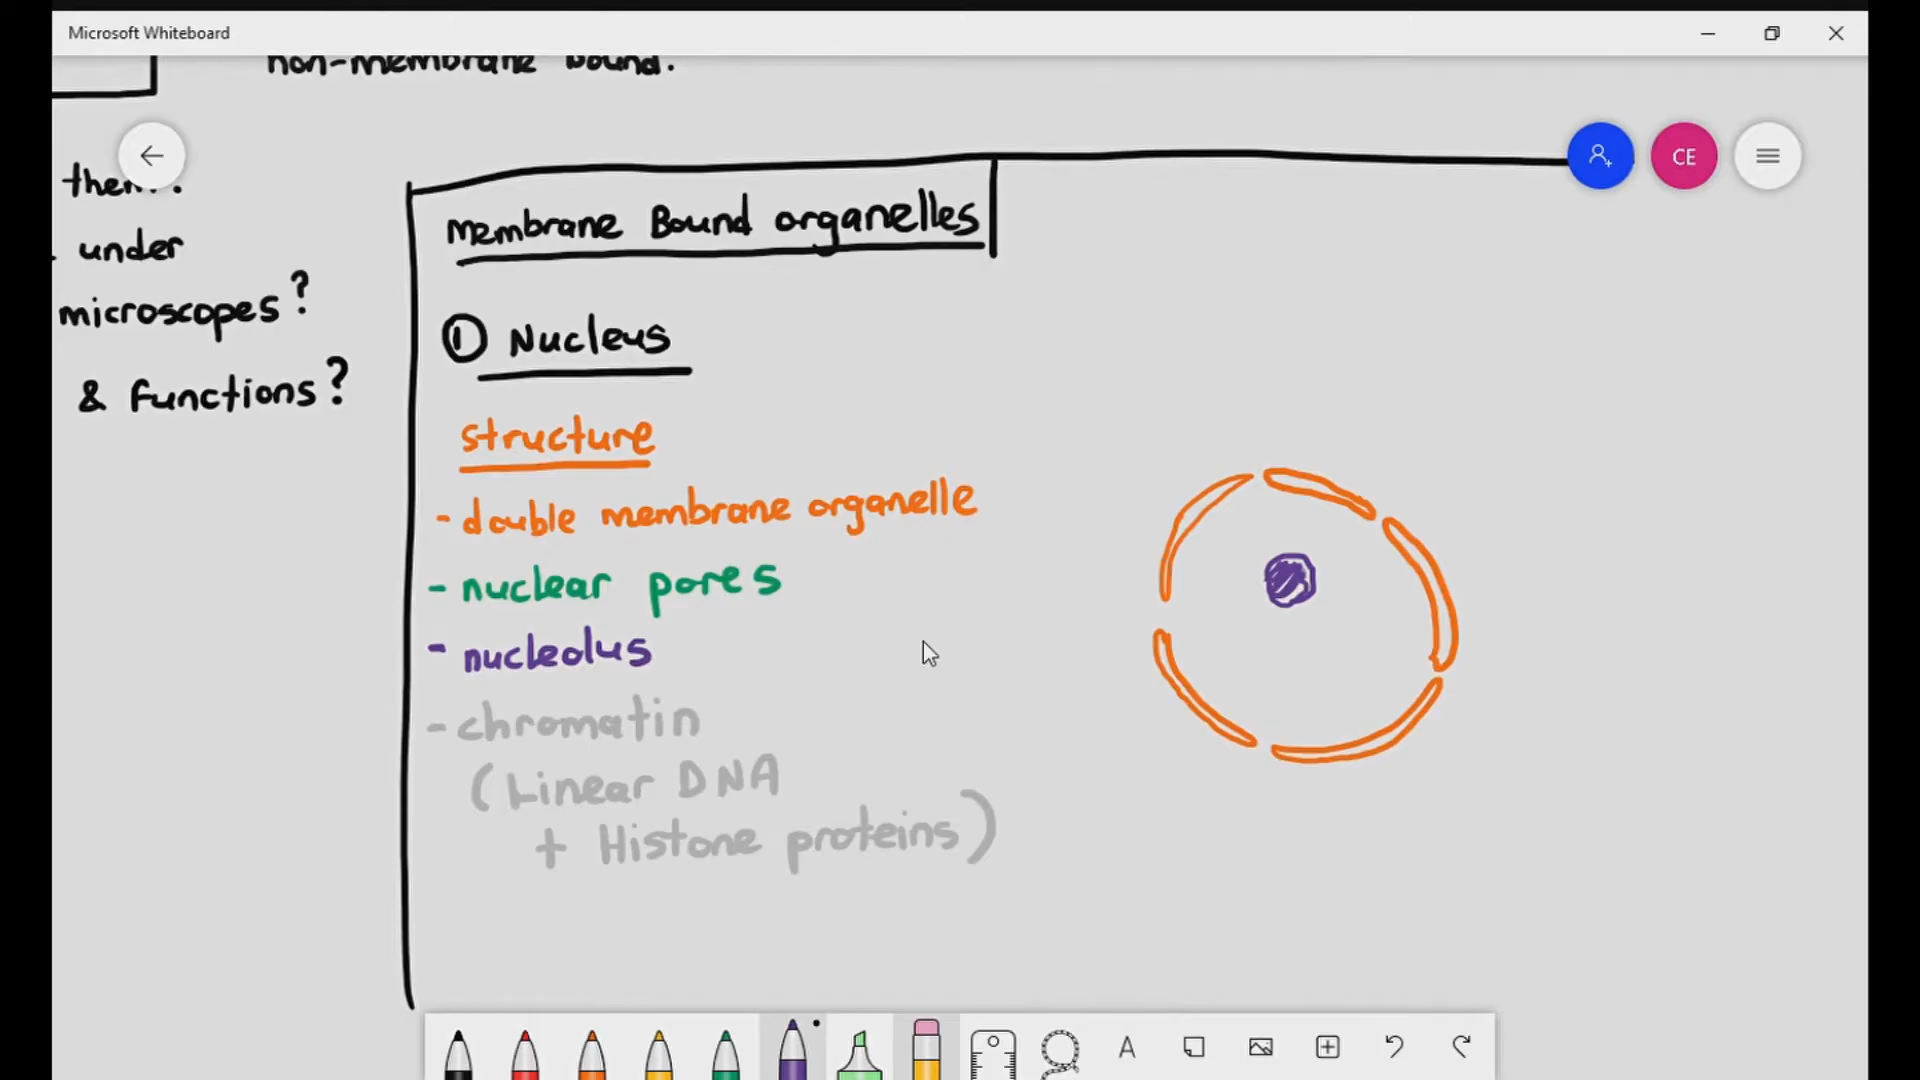 Microsoft Whiteboard
non-membrane bound.
them?
CE
under
microscopes?
& functions?
Membrane Bound organelles
① Nucleus
structure
- double membrane organelle
- nuclear pores
- nucleolus
- chromatin
(Linear DNA
+ Histone proteins)
A